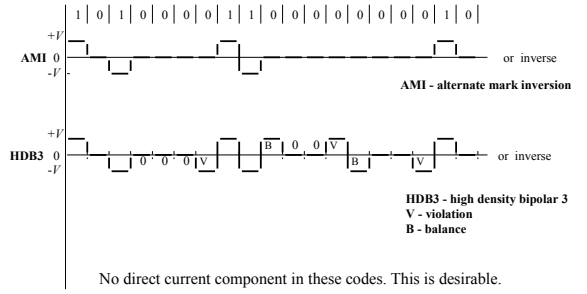 1 0 1 0 0 0 0 1 1 0 0 0 0 0 0 0 0 1 0
+V
AMI 0
-V
or inverse
AMI - alternate mark inversion
+V
HDB3 0
-V
B 0 0 V
0 0 0 V
B V
or inverse
HDB3 - high density bipolar 3
V - violation
B - balance
No direct current component in these codes. This is desirable.